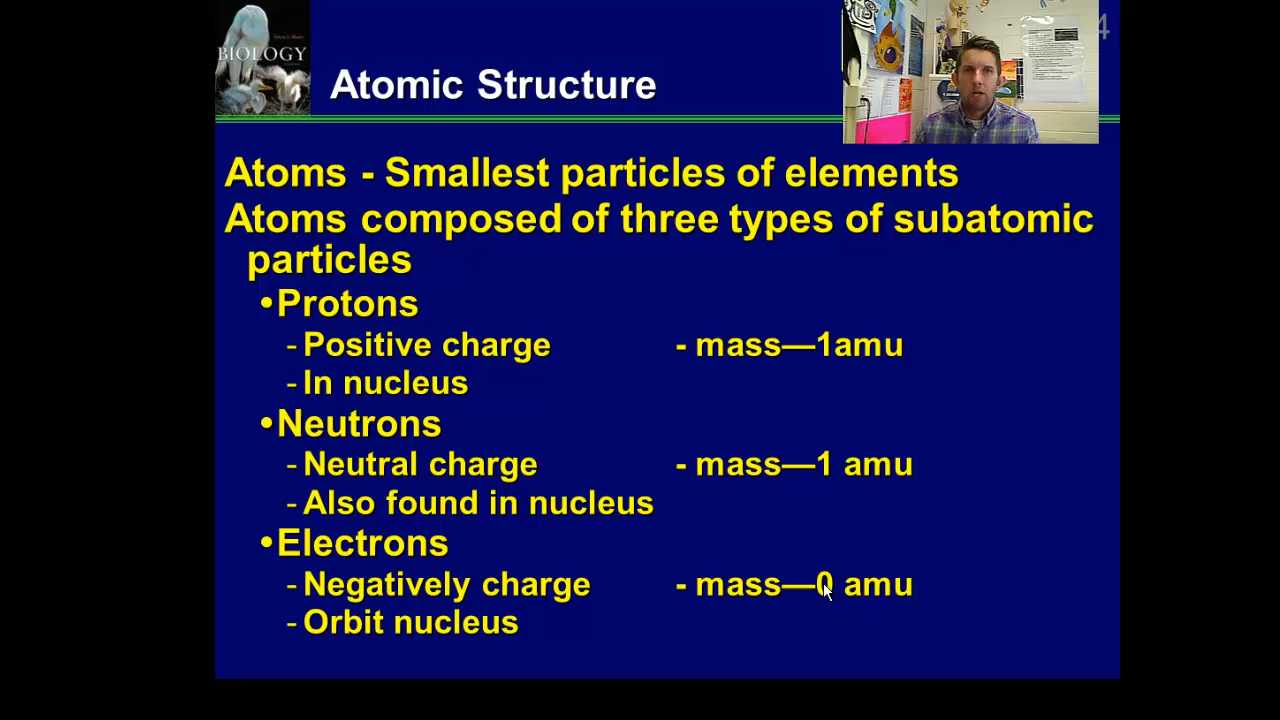 4
BIOLOGY
Atomic Structure
Atoms - Smallest particles of elements
Atoms composed of three types of subatomic
particles
•Protons
- Positive charge - mass—1amu
- In nucleus
•Neutrons
- Neutral charge - mass—1 amu
- Also found in nucleus
•Electrons
- Negatively charge - mass—0 amu
- Orbit nucleus